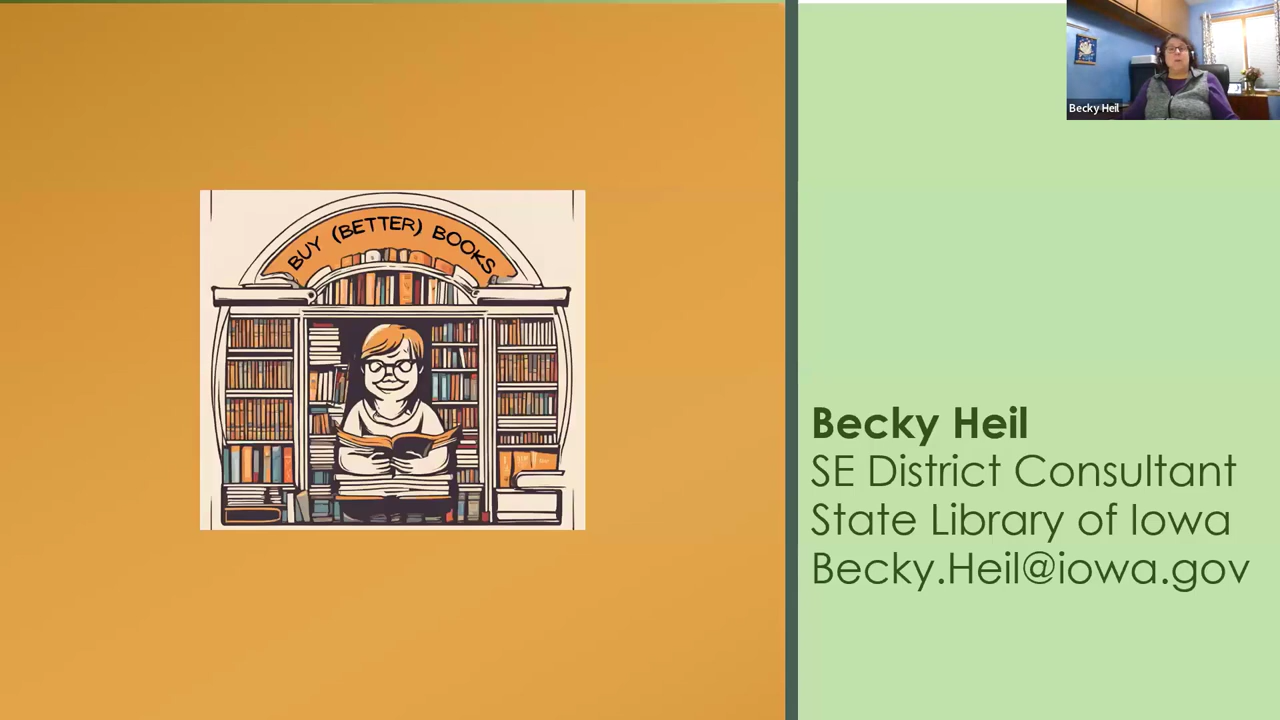 BUY (BETTER) BOOKS
Becky Heil
Becky Heil
SE District Consultant
State Library of Iowa
Becky.Heil@iowa.gov